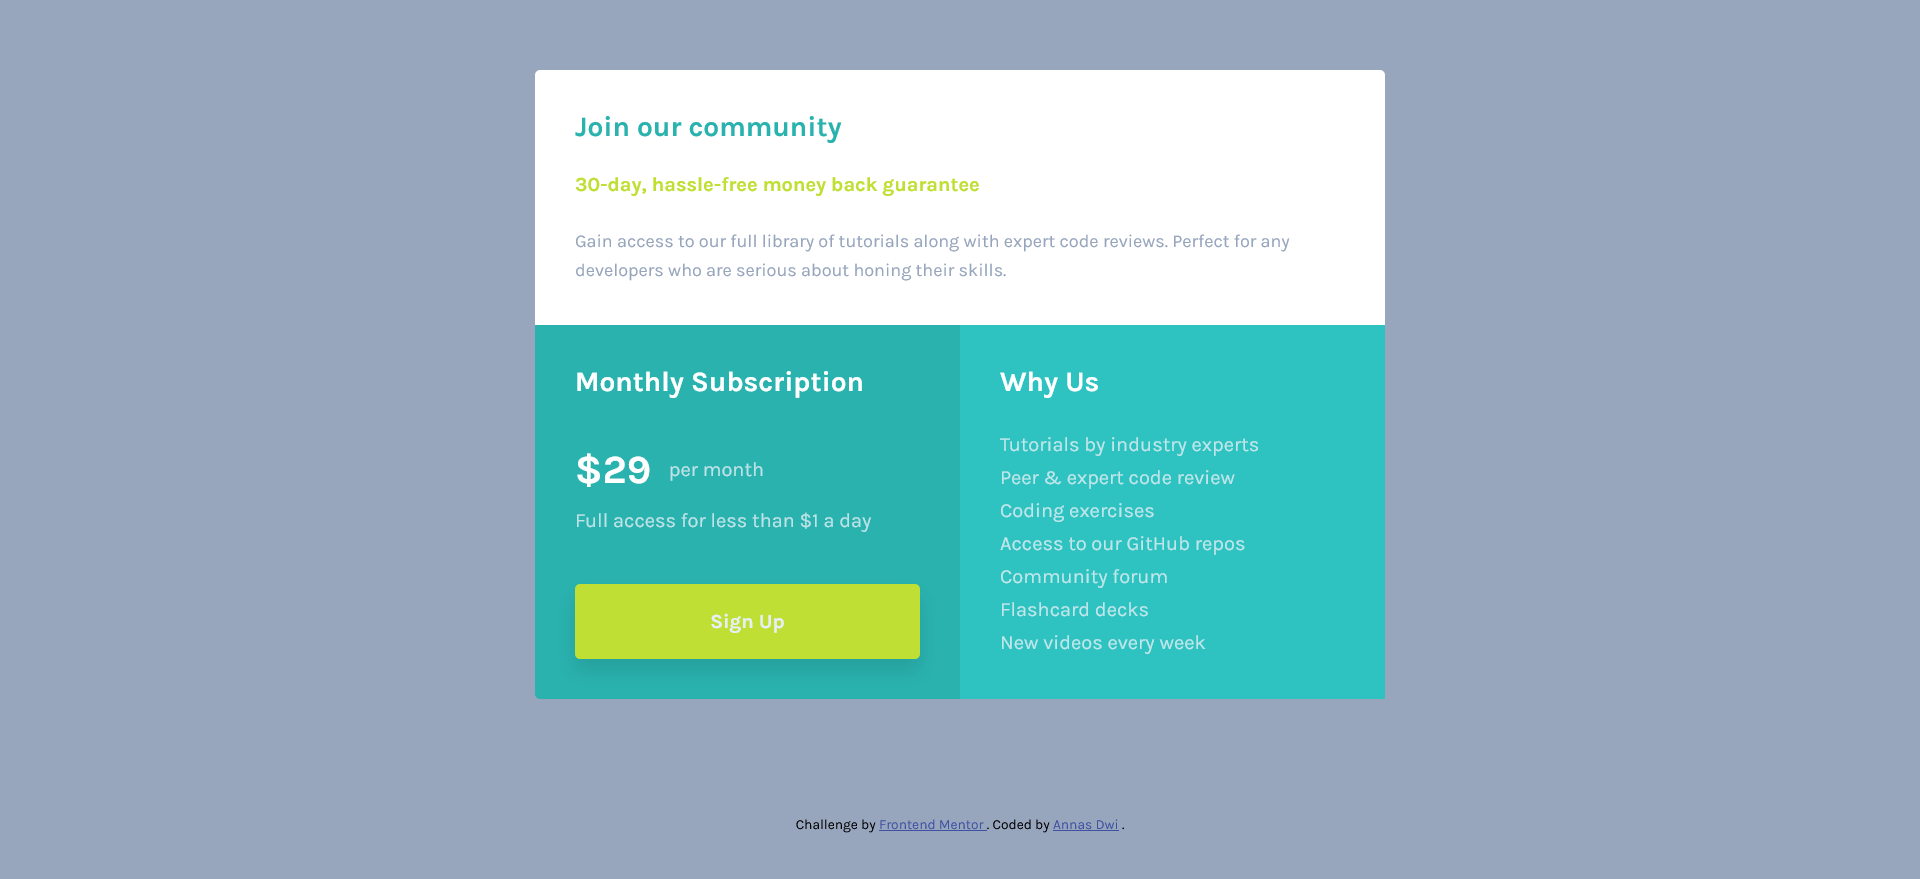 Join our community
30-day, hassle-free money back guarantee
Gain access to our full library of tutorials along with expert code reviews. Perfect for any
developers who are serious about honing their skills.
Monthly Subscription
$29 per month
Full access for less than $1 a day
Sign Up
Why Us
Tutorials by industry experts
Peer & expert code review
Coding exercises
Access to our GitHub repos
Community forum
Flashcard decks
New videos every week
Challenge by Frontend Mentor . Coded by Annas Dwi .